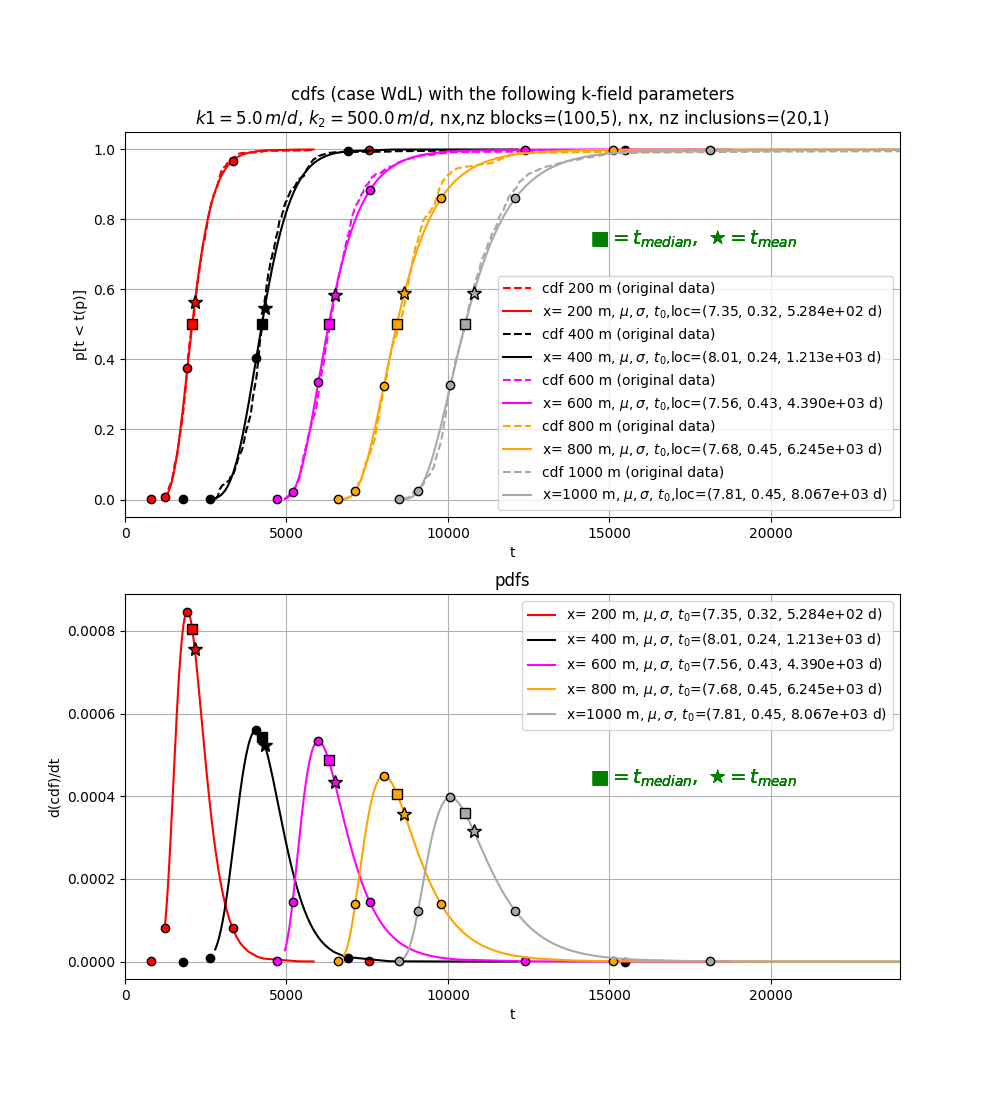 cdfs (case WdL) with the following k-field parameters
k1 = 5.0 m/d, k₂ = 500.0 m/d, nx,nz blocks=(100,5), nx, nz inclusions=(20,1)
1.0
0.8
0.6
0.4
0.2
0.0
p[t < t(p)]
■ = t_median, ★ = t_mean
cdf 200 m (original data)
x= 200 m, μ, σ, t₀,loc=(7.35, 0.32, 5.284e+02 d)
cdf 400 m (original data)
x= 400 m, μ, σ, t₀,loc=(8.01, 0.24, 1.213e+03 d)
cdf 600 m (original data)
x= 600 m, μ, σ, t₀,loc=(7.56, 0.43, 4.390e+03 d)
cdf 800 m (original data)
x= 800 m, μ, σ, t₀,loc=(7.68, 0.45, 6.245e+03 d)
cdf 1000 m (original data)
x=1000 m, μ, σ, t₀,loc=(7.81, 0.45, 8.067e+03 d)
0 5000 10000 15000 20000
t
pdfs
0.0008
0.0006
0.0004
0.0002
0.0000
d(cdf)/dt
x= 200 m, μ, σ, t₀=(7.35, 0.32, 5.284e+02 d)
x= 400 m, μ, σ, t₀=(8.01, 0.24, 1.213e+03 d)
x= 600 m, μ, σ, t₀=(7.56, 0.43, 4.390e+03 d)
x= 800 m, μ, σ, t₀=(7.68, 0.45, 6.245e+03 d)
x=1000 m, μ, σ, t₀=(7.81, 0.45, 8.067e+03 d)
■ = t_median, ★ = t_mean
0 5000 10000 15000 20000
t